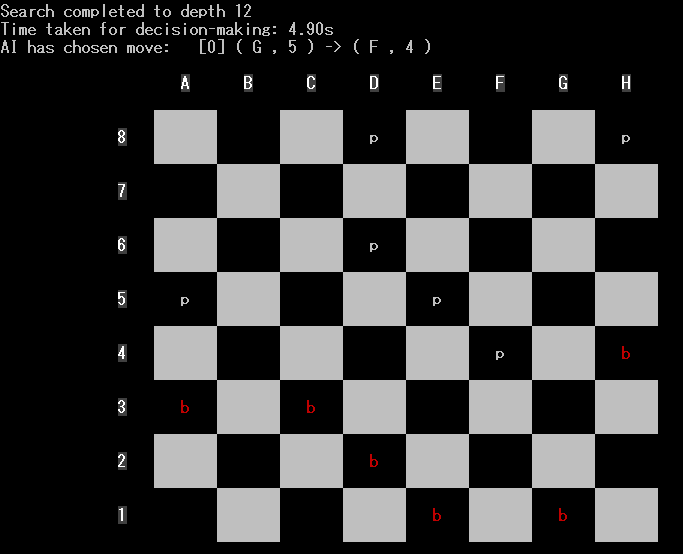 Search completed to depth 12
Time taken for decision-making: 4.90s
AI has chosen move:   [0] ( G , 5 ) -> ( F , 4 )
A B C D E F G H
8 p p
7
6 p
5 p p
4 p b
3 b b
2 b
1 b b